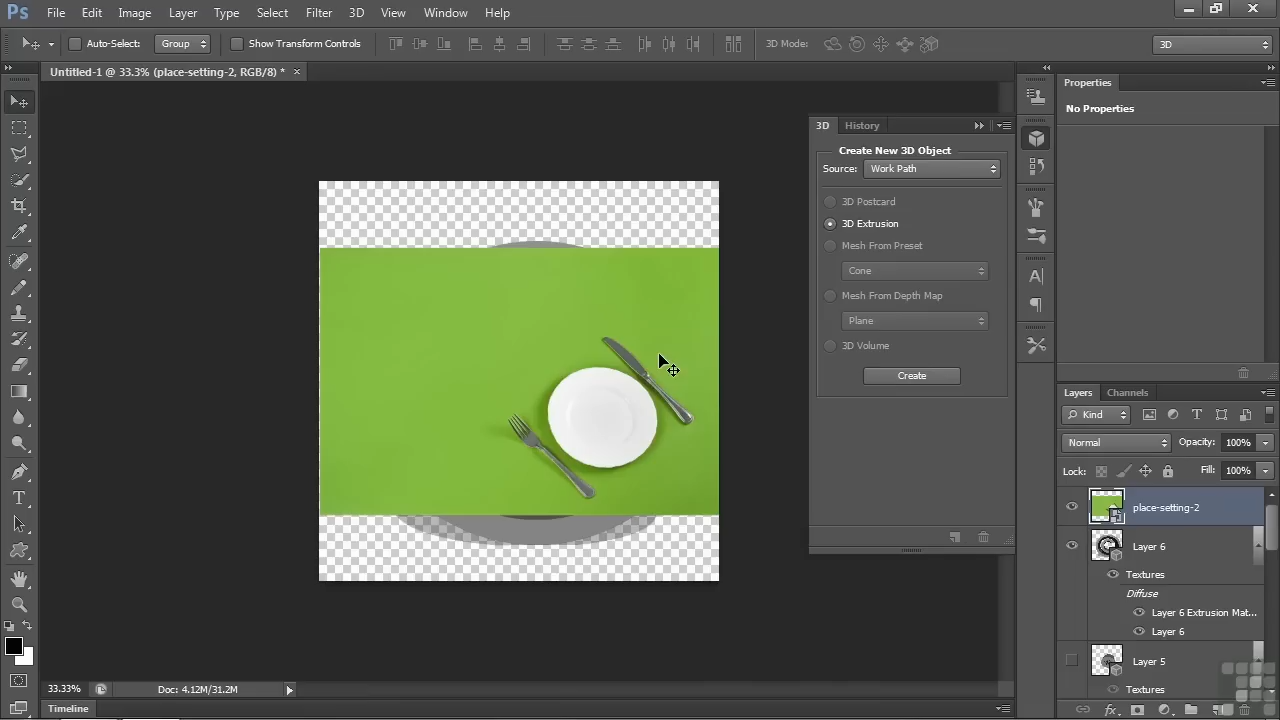 Ps File Edit Image Layer Type Select Filter 3D View Window Help
Auto-Select: Group Show Transform Controls 3D Mode: 3D
Untitled-1 @ 33.3% (place-setting-2, RGB/8) * ×
Properties
No Properties
3D History
Create New 3D Object
Source: Work Path
3D Postcard
3D Extrusion
Mesh From Preset
Cone
Mesh From Depth Map
Plane
3D Volume
Create
Layers Channels
Kind
Normal Opacity: 100%
Lock: Fill: 100%
place-setting-2
Layer 6
Textures
Diffuse
Layer 6 Extrusion Mat...
Layer 6
Layer 5
Textures
33.33% Doc: 4.12M/31.2M
Timeline